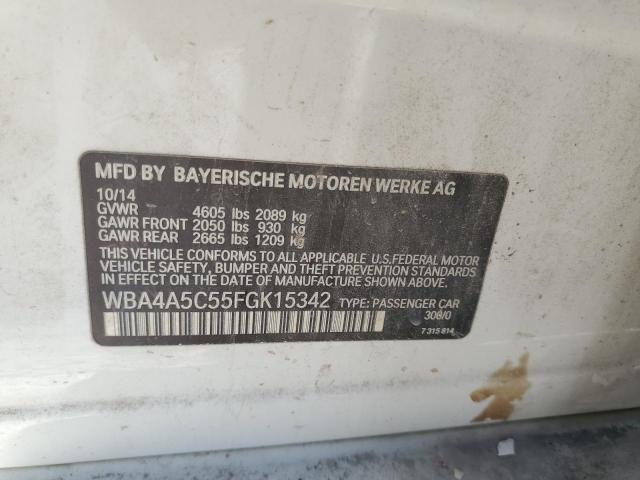 MFD BY BAYERISCHE MOTOREN WERKE AG
10/14
GVWR 4605 lbs 2089 kg
GAWR FRONT 2050 lbs 930 kg
GAWR REAR 2665 lbs 1209 kg
THIS VEHICLE CONFORMS TO ALL APPLICABLE U.S.FEDERAL MOTOR
VEHICLE SAFETY, BUMPER AND THEFT PREVENTION STANDARDS
IN EFFECT ON THE DATE OF MANUFACTURE SHOWN ABOVE.
WBA4A5C55FGK15342 TYPE: PASSENGER CAR
300/0
7 315 814